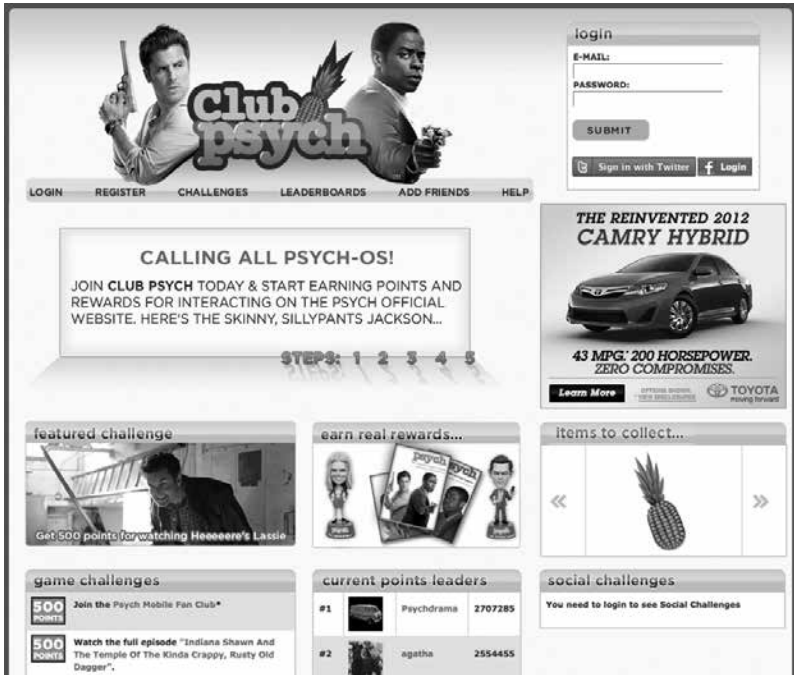 Club
psych
login
E-MAIL:
PASSWORD:
SUBMIT
Sign in with Twitter
f Login
LOGIN REGISTER CHALLENGES LEADERBOARDS ADD FRIENDS HELP
CALLING ALL PSYCH-OS!
JOIN CLUB PSYCH TODAY & START EARNING POINTS AND
REWARDS FOR INTERACTING ON THE PSYCH OFFICIAL
WEBSITE. HERE'S THE SKINNY, SILLYPANTS JACKSON...
STEPS: 1 2 3 4 5
THE REINVENTED 2012
CAMRY HYBRID
43 MPG.* 200 HORSEPOWER.
ZERO COMPROMISES.
Learn More
OPTIONS SHOWN.
TOYOTA
moving forward
featured challenge
Get 500 points for watching Heeeeere's Lassie
earn real rewards...
psych
psych
items to collect...
game challenges
500
POINTS
Join the Psych Mobile Fan Club*
500
POINTS
Watch the full episode "Indiana Shawn And
The Temple Of The Kinda Crappy, Rusty Old
Dagger".
current points leaders
#1 Psychdrama 2707285
#2 agatha 2554455
social challenges
You need to login to see Social Challenges